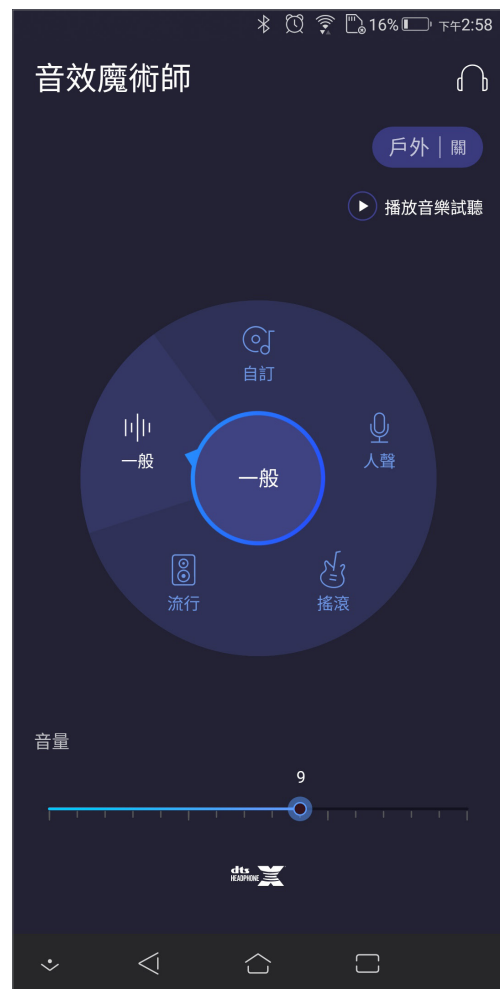 16% 下午2:58
音效魔術師
戶外 | 關
播放音樂試聽
自訂
一般
人聲
一般
流行
搖滾
音量
9
dts
HEADPHONE X